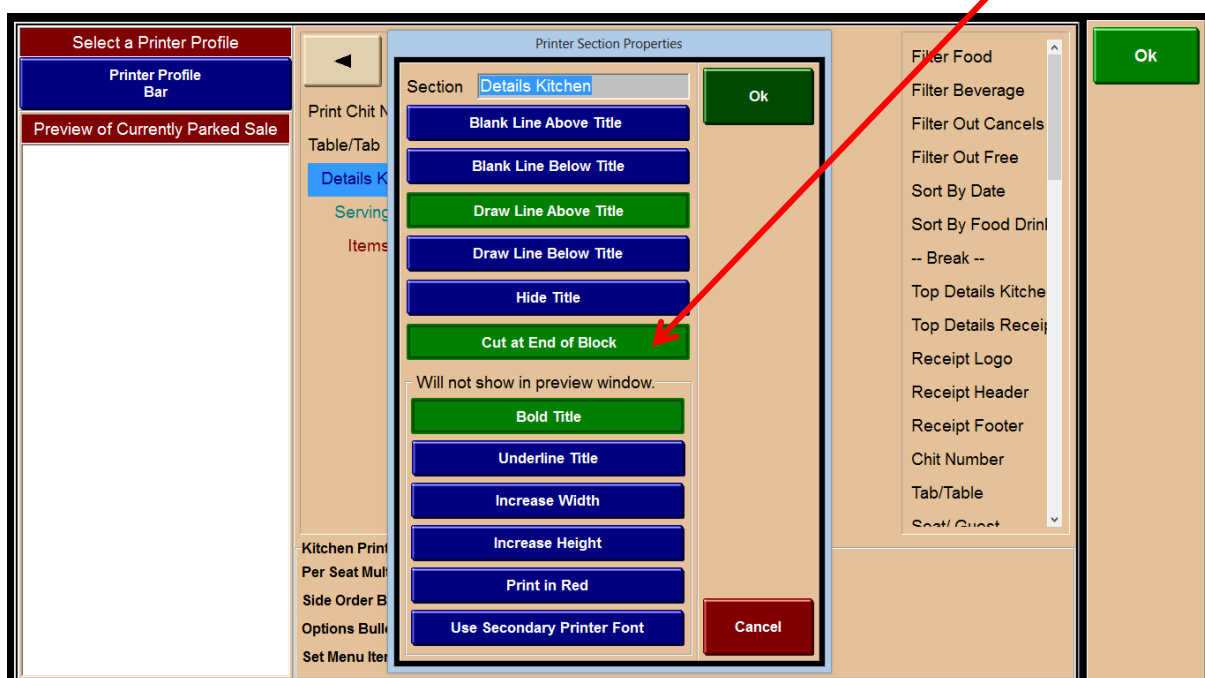 Select a Printer Profile
Printer Profile
Bar
Preview of Currently Parked Sale
Print Chit N
Table/Tab
Details K
Serving
Items
Kitchen Print
Per Seat Mul
Side Order B
Options Bull
Set Menu Iter
Printer Section Properties
Section Details Kitchen
Blank Line Above Title
Blank Line Below Title
Draw Line Above Title
Draw Line Below Title
Hide Title
Cut at End of Block
Will not show in preview window.
Bold Title
Underline Title
Increase Width
Increase Height
Print in Red
Use Secondary Printer Font
Ok
Cancel
Filter Food
Filter Beverage
Filter Out Cancels
Filter Out Free
Sort By Date
Sort By Food Drink
-- Break --
Top Details Kitche
Top Details Receip
Receipt Logo
Receipt Header
Receipt Footer
Chit Number
Tab/Table
Seat/ Guest
Ok